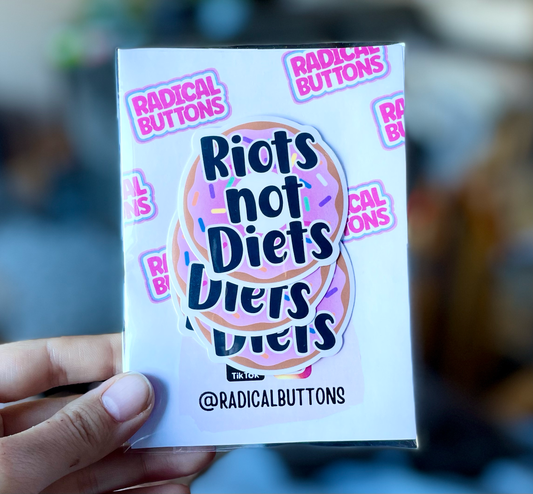 RADICAL
BUTTONS
RADICAL
BUTTONS
RADICAL
BUTTONS
Riots
not
Diets
Diets
Diets
TikTok
@RADICALBUTTONS